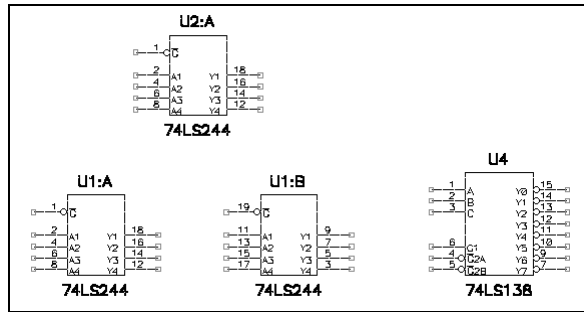 U2:A
1 G
2 A1 Y1 18
4 A2 Y2 16
6 A3 Y3 14
8 A4 Y4 12
74LS244
U1:A
1 G
2 A1 Y1 18
4 A2 Y2 16
6 A3 Y3 14
8 A4 Y4 12
74LS244
U1:B
19 G
11 A1 Y1 9
13 A2 Y2 7
15 A3 Y3 5
17 A4 Y4 3
74LS244
U4
1 A Y0 15
2 B Y1 14
3 C Y2 13
Y3 12
Y4 11
6 G1 Y5 10
4 G2A Y6 9
5 G2B Y7 7
74LS138